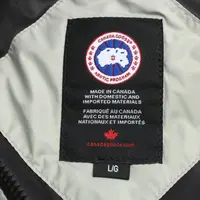 CANADA GOOSE
ARCTIC PROGRAM
MADE IN CANADA
WITH DOMESTIC AND
IMPORTED MATERIALS
FABRIQUÉ AU CANADA
AVEC DES MATERIAUX
NATIONAUX ET IMPORTÉS
canadagoose.com
L/G